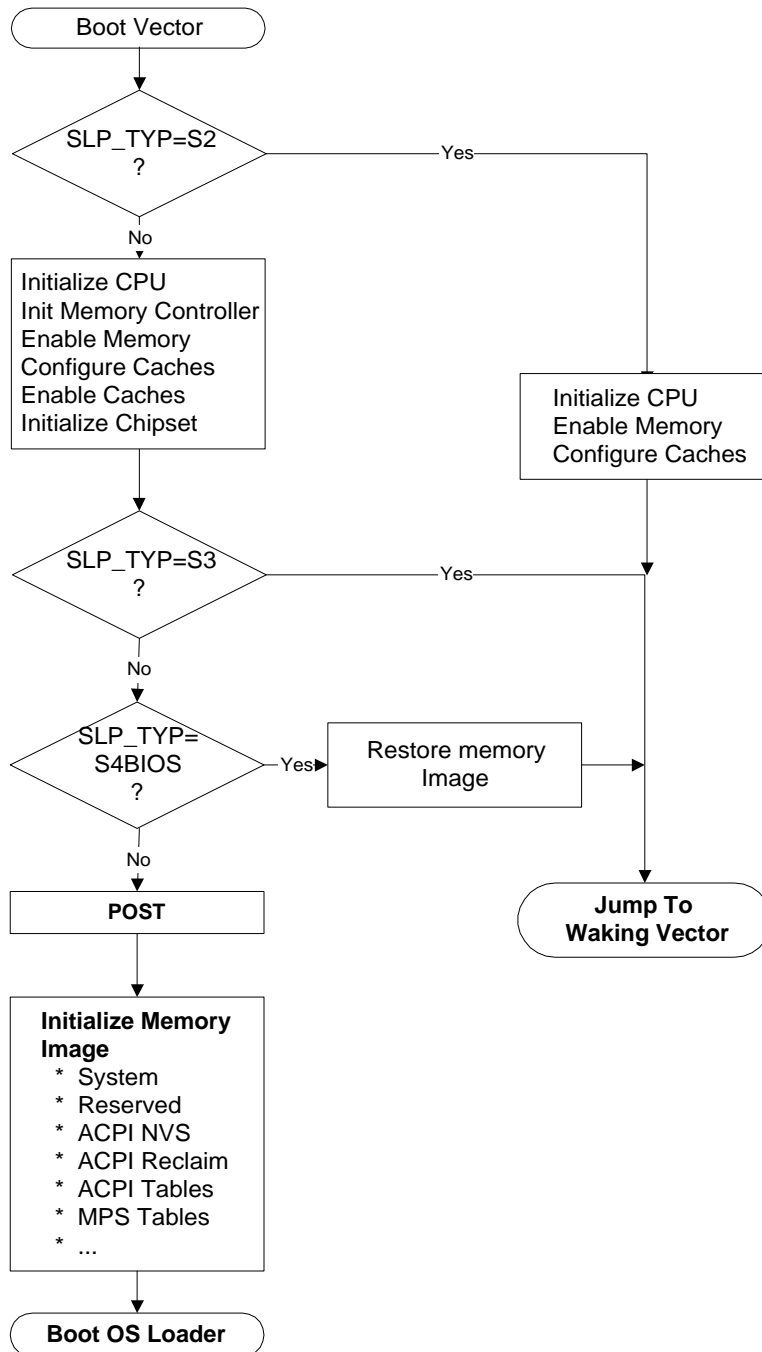 Boot Vector
SLP_TYP=S2
?
Yes
No
Initialize CPU
Init Memory Controller
Enable Memory
Configure Caches
Enable Caches
Initialize Chipset
Initialize CPU
Enable Memory
Configure Caches
SLP_TYP=S3
?
Yes
No
SLP_TYP=
S4BIOS
?
Yes
Restore memory
Image
No
POST
Jump To
Waking Vector
Initialize Memory
Image
* System
* Reserved
* ACPI NVS
* ACPI Reclaim
* ACPI Tables
* MPS Tables
* ...
Boot OS Loader